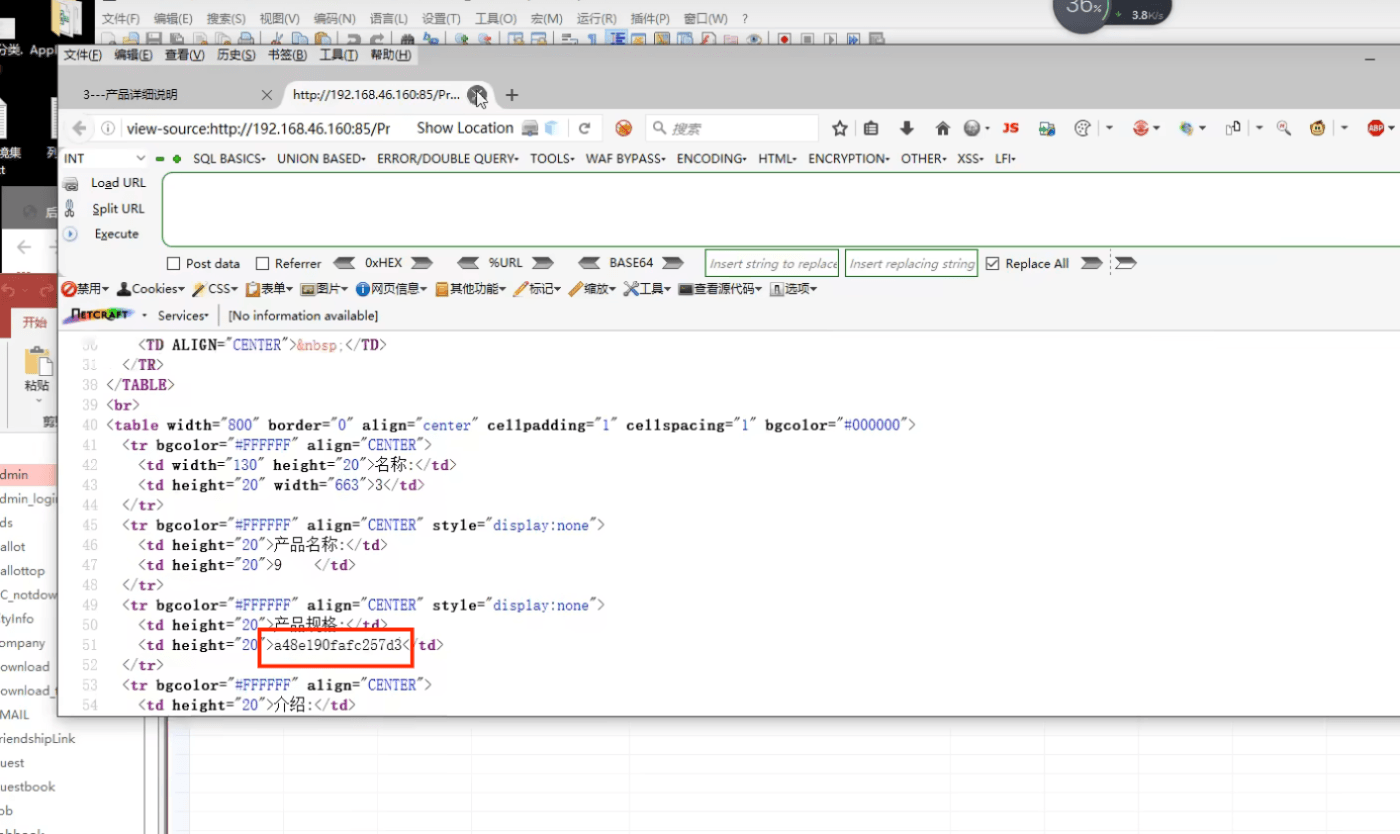 文件(F) 编辑(E) 搜索(S) 视图(V) 编码(N) 语言(L) 设置(T) 工具(O) 宏(M) 运行(R) 插件(P) 窗口(W) ?
36%
+ 3.8K/s
分类. Appl
文件(F) 编辑(E) 查看(V) 历史(S) 书签(B) 工具(T) 帮助(H)
3---产品详细说明
http://192.168.46.160:85/Pr...
view-source:http://192.168.46.160:85/Pr
Show Location
搜索
JS
ABP
INT
SQL BASICS UNION BASED ERROR/DOUBLE QUERY TOOLS WAF BYPASS ENCODING HTML ENCRYPTION OTHER XSS LFI
Load URL
Split URL
Execute
Post data
Referrer
0xHEX
%URL
BASE64
Insert string to replace
Insert replacing string
Replace All
禁用 Cookies CSS 表单 图片 网页信息 其他功能 标记 缩放 工具 查看源代码 选项
NETCRAFT
Services
[No information available]
开始
粘贴
<TD ALIGN="CENTER">&nbsp;</TD>
</TR>
38 </TABLE>
39 <br>
40 <table width="800" border="0" align="center" cellpadding="1" cellspacing="1" bgcolor="#000000">
41 <tr bgcolor="#FFFFFF" align="CENTER">
42 <td width="130" height="20">名称:</td>
43 <td height="20" width="663">3</td>
44 </tr>
45 <tr bgcolor="#FFFFFF" align="CENTER" style="display:none">
46 <td height="20">产品名称:</td>
47 <td height="20">9 </td>
48 </tr>
49 <tr bgcolor="#FFFFFF" align="CENTER" style="display:none">
50 <td height="20">产品规格:</td>
51 <td height="20">a48e190fafc257d3</td>
52 </tr>
53 <tr bgcolor="#FFFFFF" align="CENTER">
54 <td height="20">介绍:</td>
dmin
dmin_logi
ds
allot
allottop
C_notdow
tyInfo
ompany
ownload
ownload_t
MAIL
riendshipLink
uest
uestbook
ob